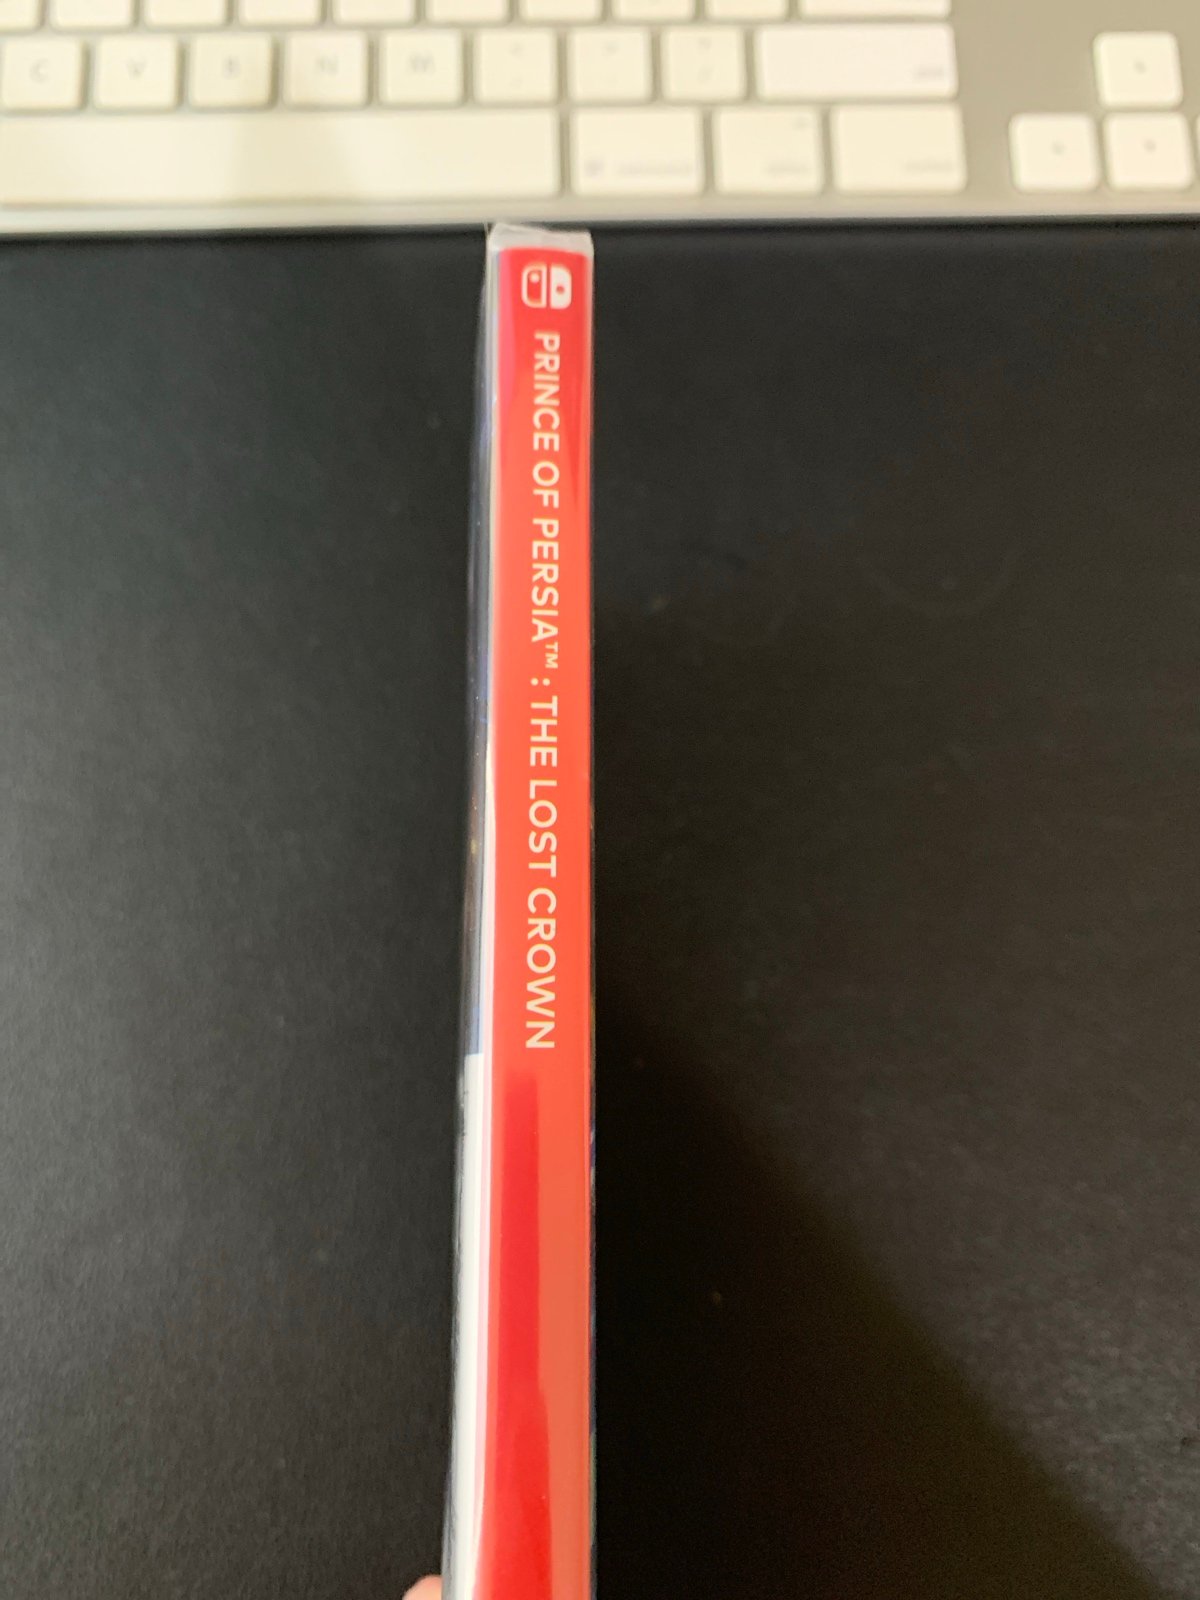 C V B N M
PRINCE OF PERSIA™: THE LOST CROWN